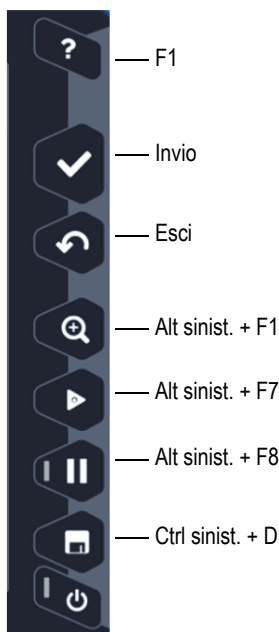 ?
F1
Invio
Esci
Alt sinist. + F1
Alt sinist. + F7
Alt sinist. + F8
Ctrl sinist. + D